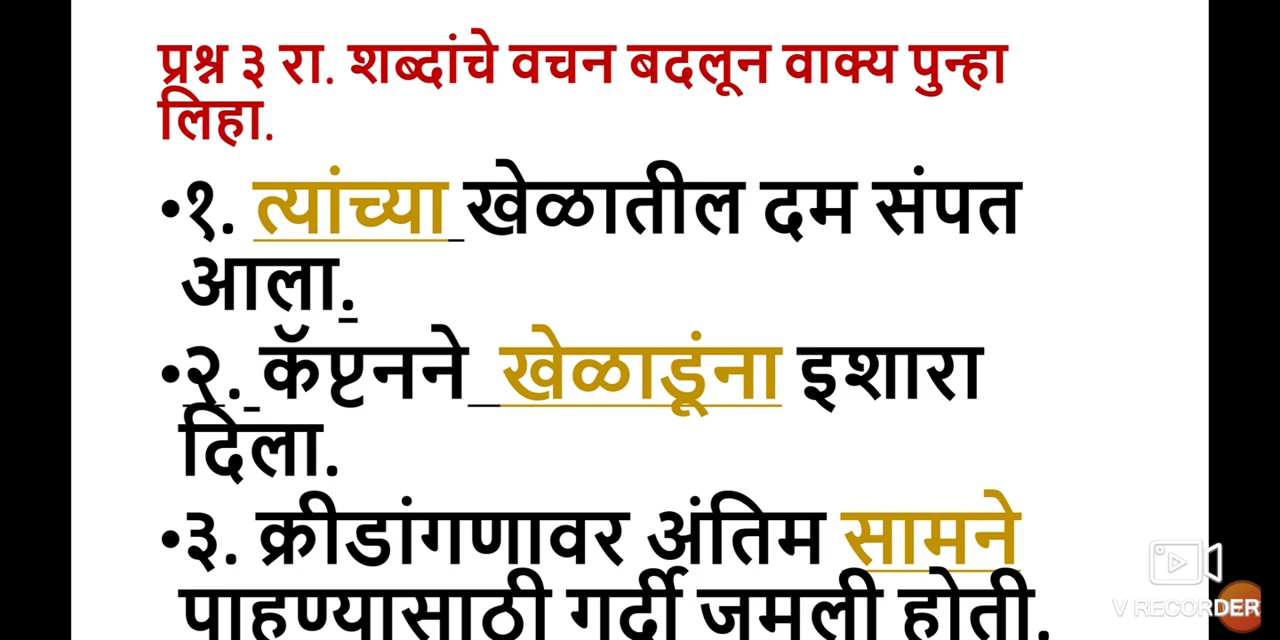 प्रश्न ३ रा. शब्दांचे वचन बदलून वाक्य पुन्हा
लिहा.
•१. त्यांच्या खेळातील दम संपत
आला.
•२. कॅप्टनने खेळाडूंना इशारा
दिला.
•३. क्रीडांगणावर अंतिम सामने
पाहण्यासाठी गर्दी जमली होती.
V RECORDER